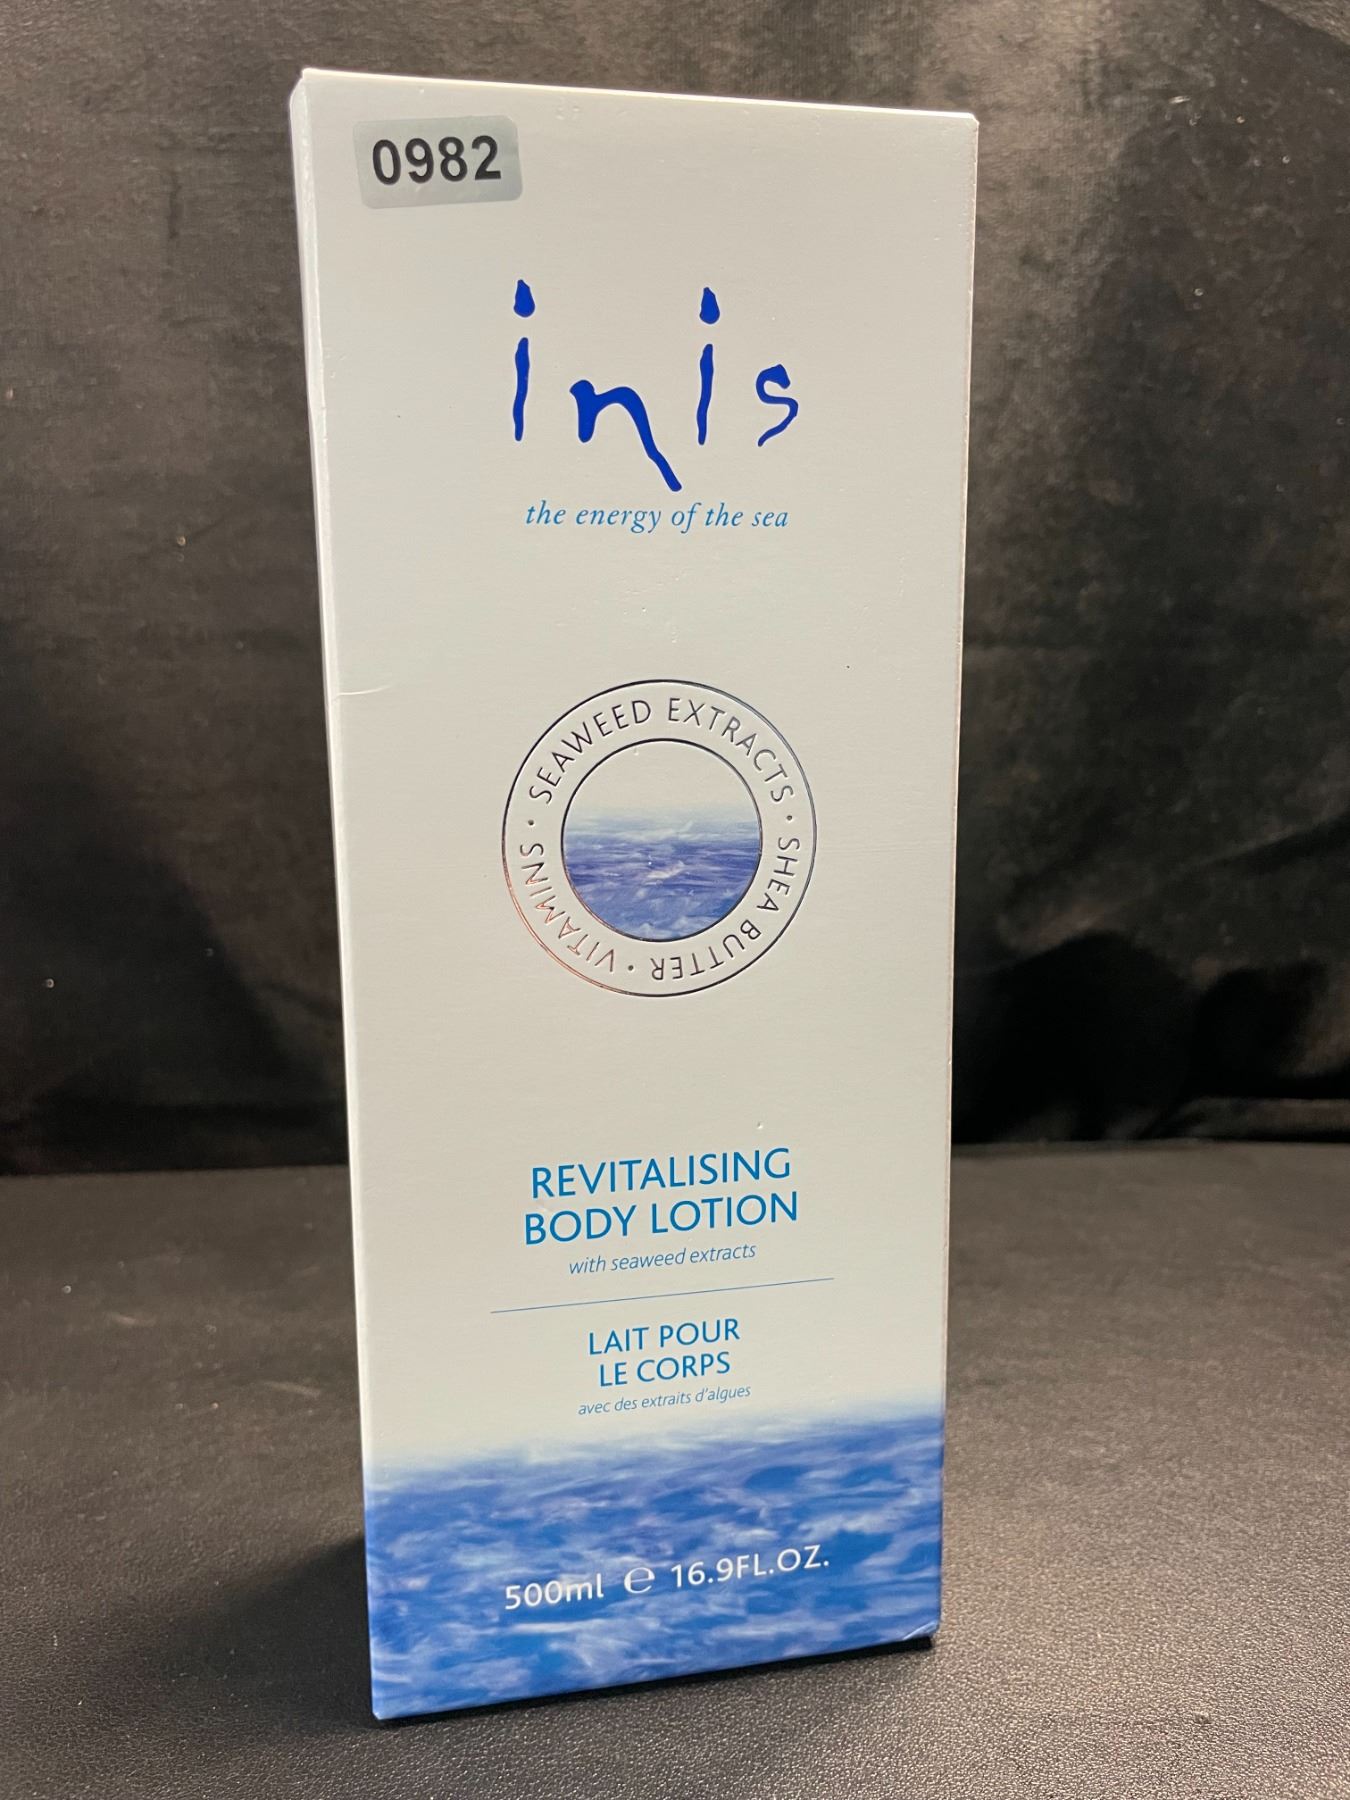 0982
inis
the energy of the sea
SEAWEED EXTRACTS · SHEA BUTTER · VITAMINS ·
REVITALISING
BODY LOTION
with seaweed extracts
LAIT POUR
LE CORPS
avec des extraits d'algues
500ml ℮ 16.9FL.OZ.